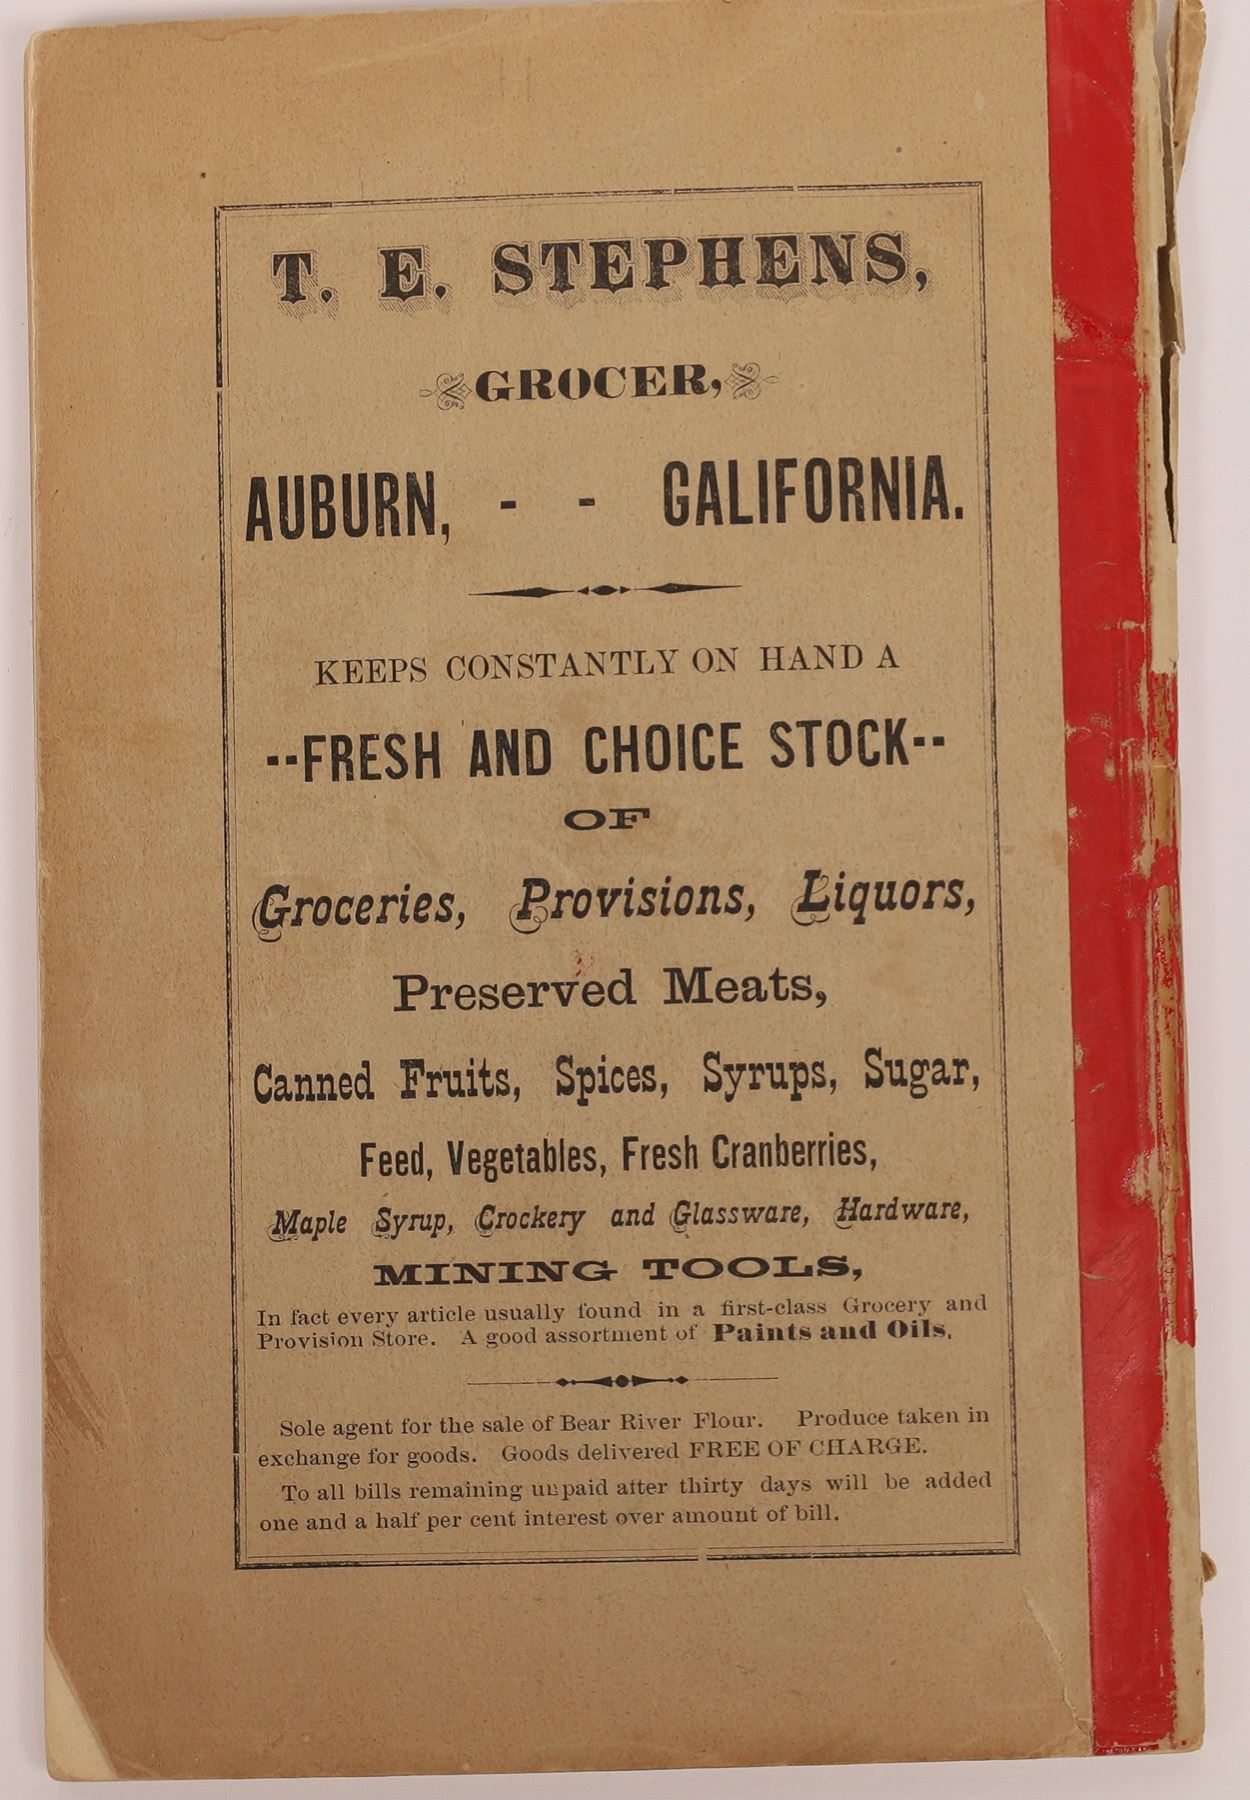 T. E. STEPHENS,
GROCER,
AUBURN, - - GALIFORNIA.
KEEPS CONSTANTLY ON HAND A
--FRESH AND CHOICE STOCK--
OF
Groceries, Provisions, Liquors,
Preserved Meats,
Canned Fruits, Spices, Syrups, Sugar,
Feed, Vegetables, Fresh Cranberries,
Maple Syrup, Crockery and Glassware, Hardware,
MINING TOOLS,
In fact every article usually found in a first-class Grocery and
Provision Store. A good assortment of Paints and Oils.
Sole agent for the sale of Bear River Flour. Produce taken in
exchange for goods. Goods delivered FREE OF CHARGE.
To all bills remaining unpaid after thirty days will be added
one and a half per cent interest over amount of bill.